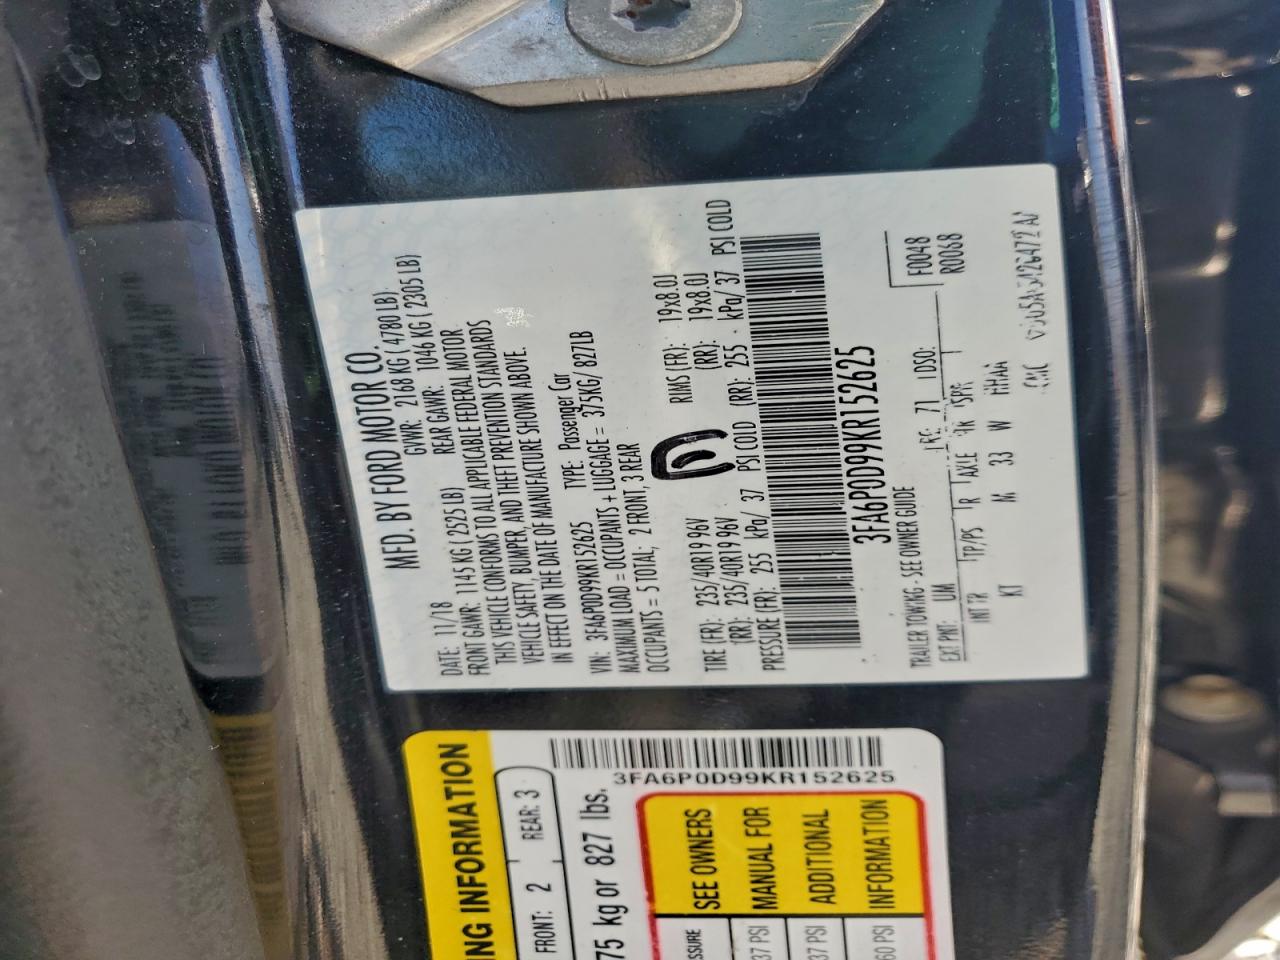 MFD. BY FORD MOTOR CO.
DATE: 11/18 GVWR: 2168 KG ( 4780 LB)
FRONT GAWR: 1145 KG ( 2525 LB) REAR GAWR: 1046 KG ( 2305 LB)
THIS VEHICLE CONFORMS TO ALL APPLICABLE FEDERAL MOTOR
VEHICLE SAFETY, BUMPER, AND THEFT PREVENTION STANDARDS
IN EFFECT ON THE DATE OF MANUFACTURE SHOWN ABOVE.
VIN: 3FA6P0D99KR152625 TYPE: Passenger Car
MAXIMUM LOAD = OCCUPANTS + LUGGAGE = 375KG/ 827LB
OCCUPANTS = 5 TOTAL; 2 FRONT, 3 REAR
TIRE (FR): 235/40R19 96V RIMS (FR): 19x8.0J
(RR): 235/40R19 96V (RR): 19x8.0J
PRESSURE (FR): 255 kPa/ 37 PSI COLD (RR): 255 kPa/ 37 PSI COLD
3FA6P0D99KR152625
TRAILER TOWING - SEE OWNER GUIDE F0048
EXT PNT: UM 71 DSO: R0068
INT TR TP/PS R AXLE SPR
KT 33 W
ING INFORMATION
FRONT: 2 REAR: 3
75 kg or 827 lbs.
3FA6P0D99KR152625
SSURE SEE OWNERS
37 PSI MANUAL FOR
37 PSI ADDITIONAL
60 PSI INFORMATION